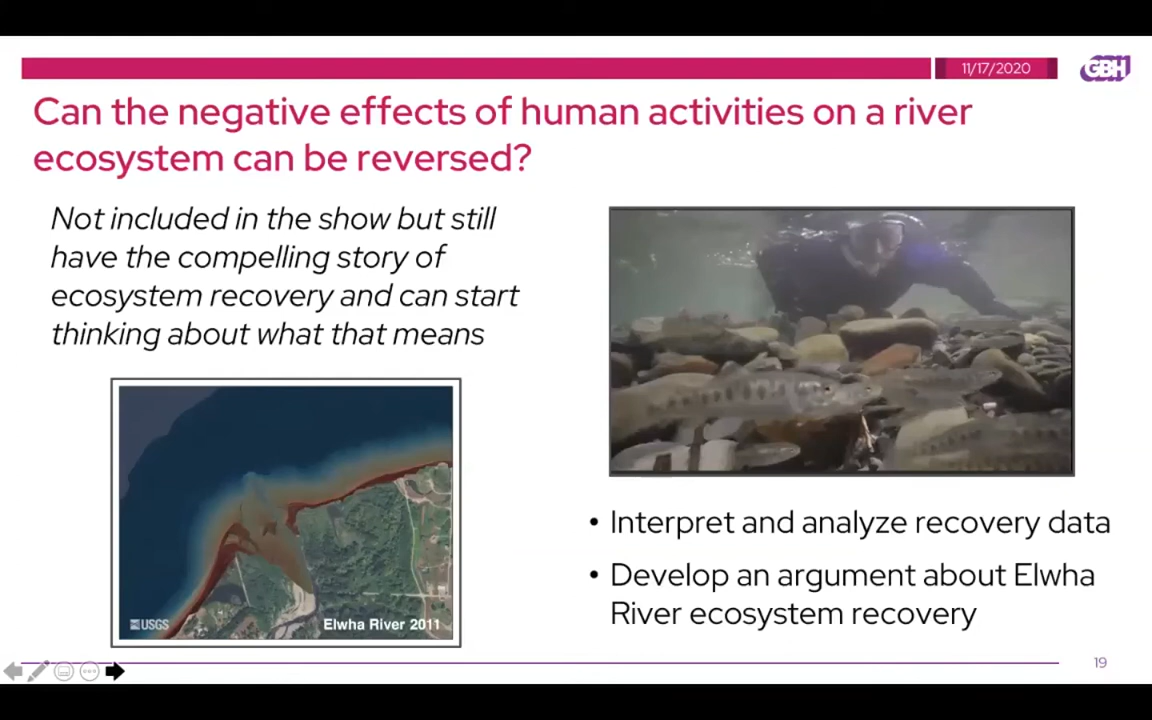 11/17/2020
GBH
Can the negative effects of human activities on a river
ecosystem can be reversed?
Not included in the show but still
have the compelling story of
ecosystem recovery and can start
thinking about what that means
USGS
Elwha River 2011
• Interpret and analyze recovery data
• Develop an argument about Elwha
River ecosystem recovery
19